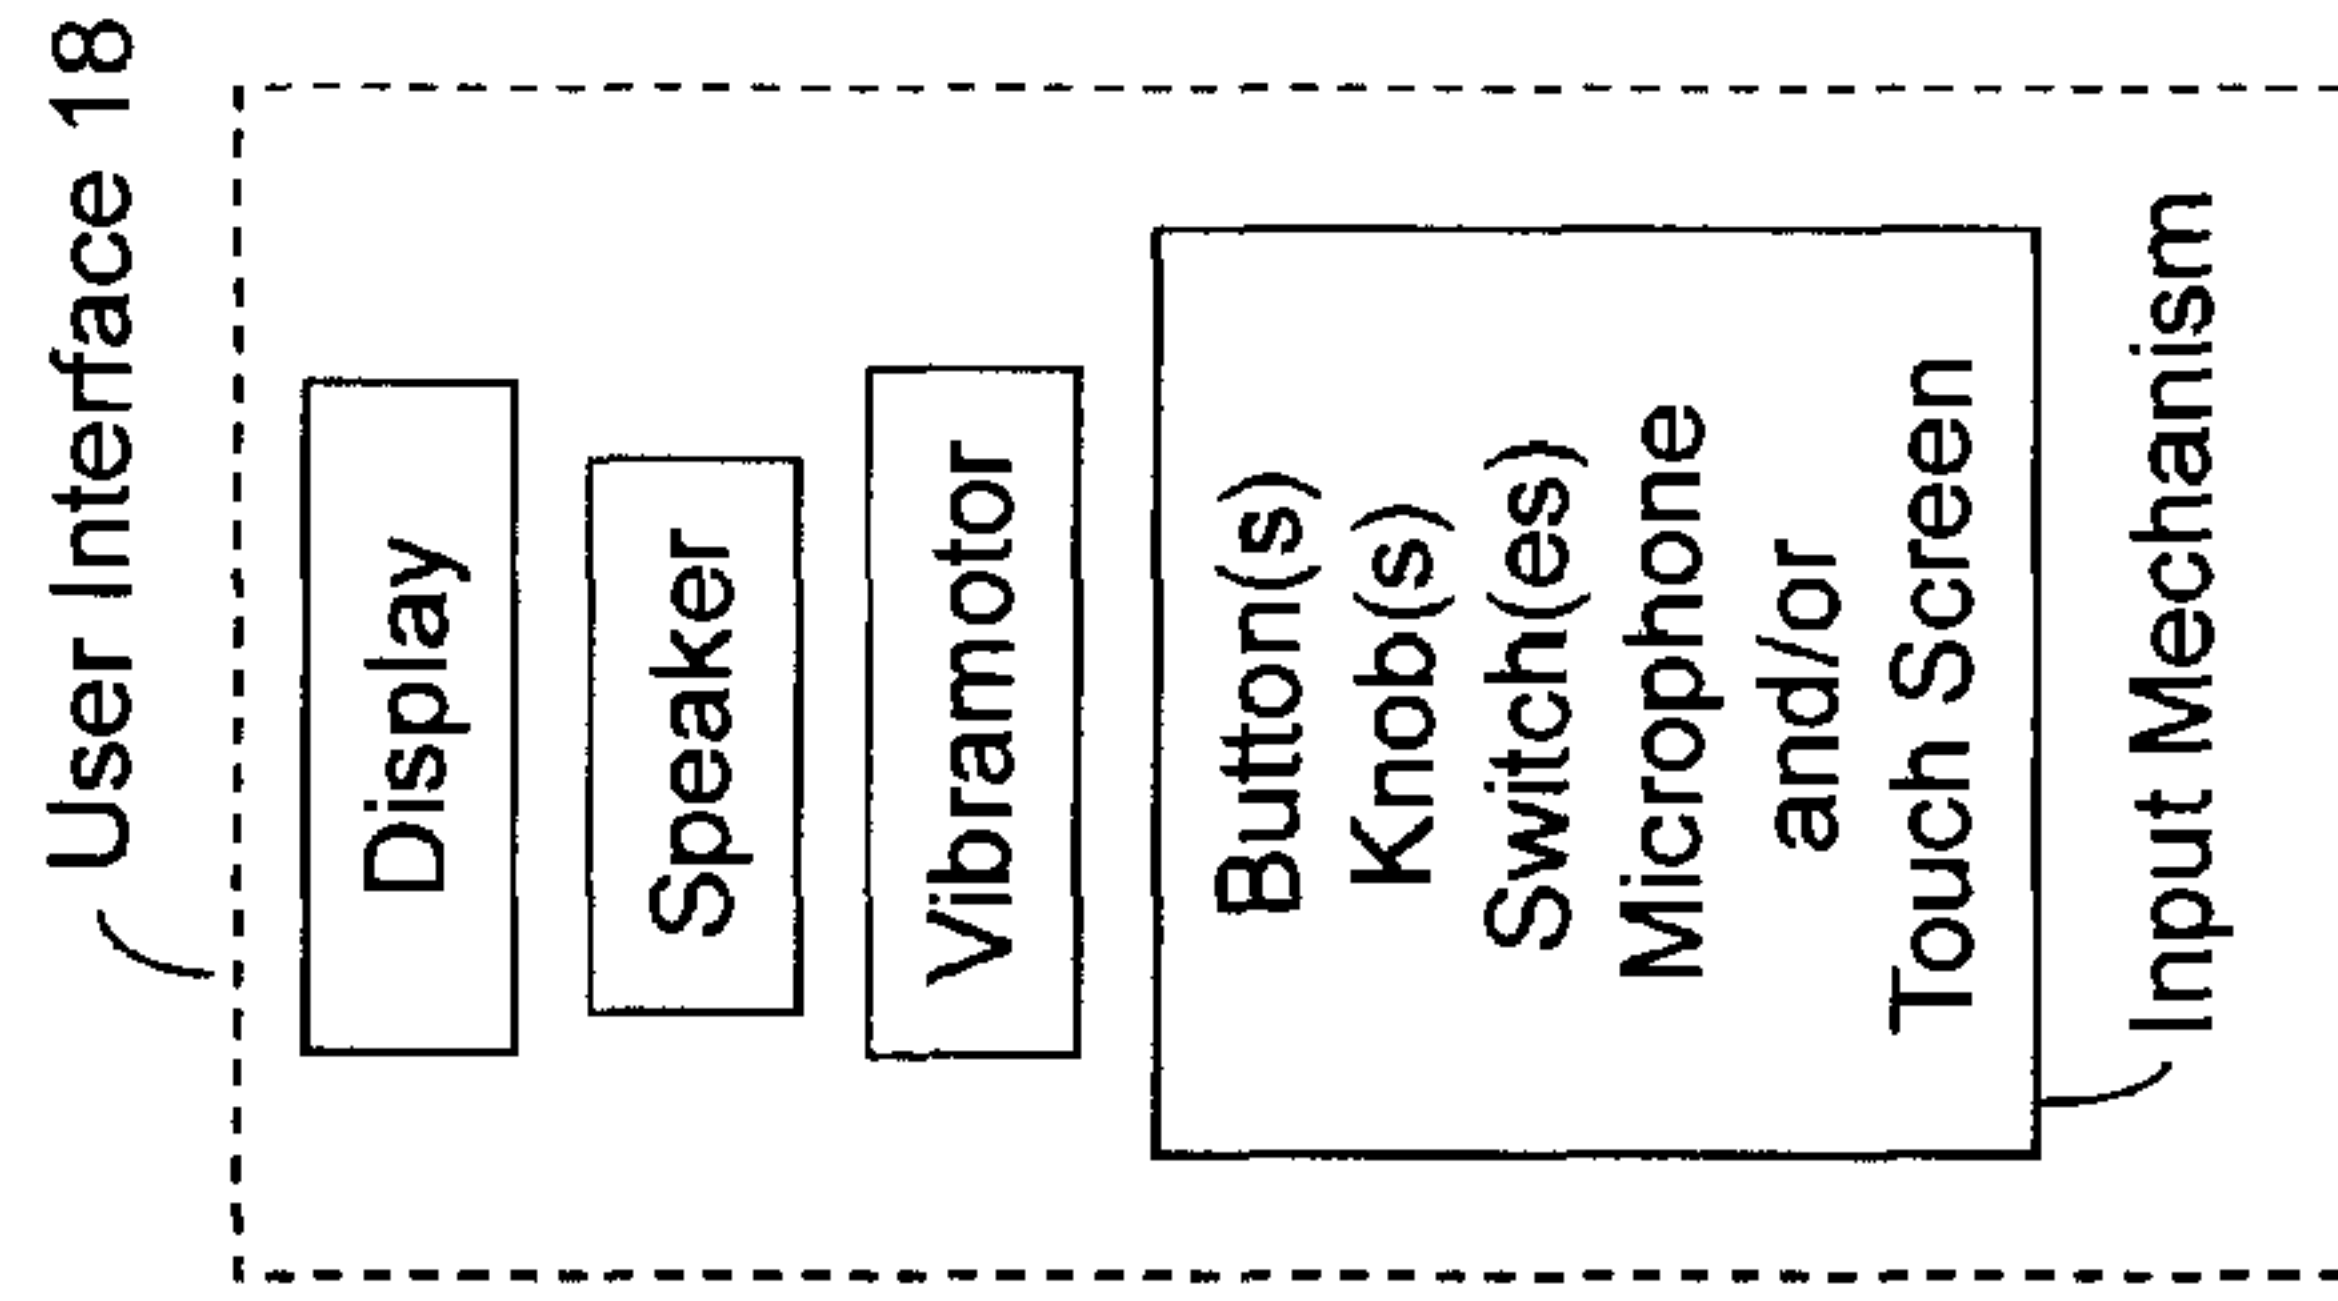 User Interface 18
Display
Speaker
Vibramotor
Button(s)
Knob(s)
Switch(es)
Microphone
and/or
Touch Screen
Input Mechanism